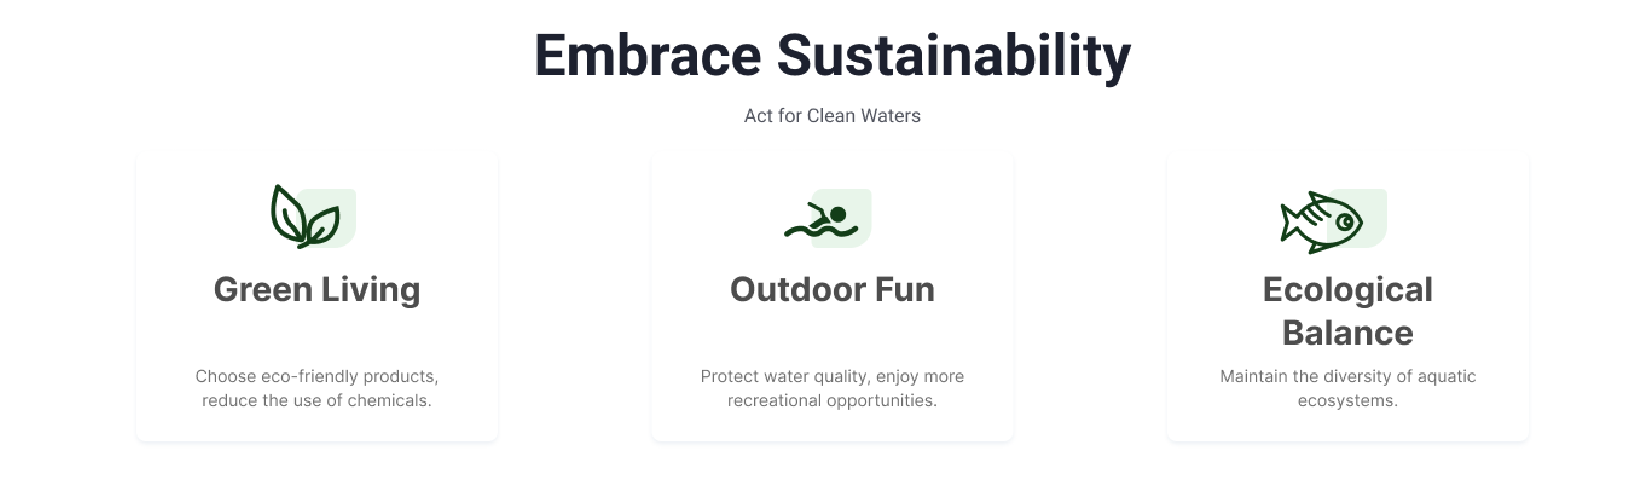 Embrace Sustainability
Act for Clean Waters
Green Living
Choose eco-friendly products,
reduce the use of chemicals.
Outdoor Fun
Protect water quality, enjoy more
recreational opportunities.
Ecological
Balance
Maintain the diversity of aquatic
ecosystems.